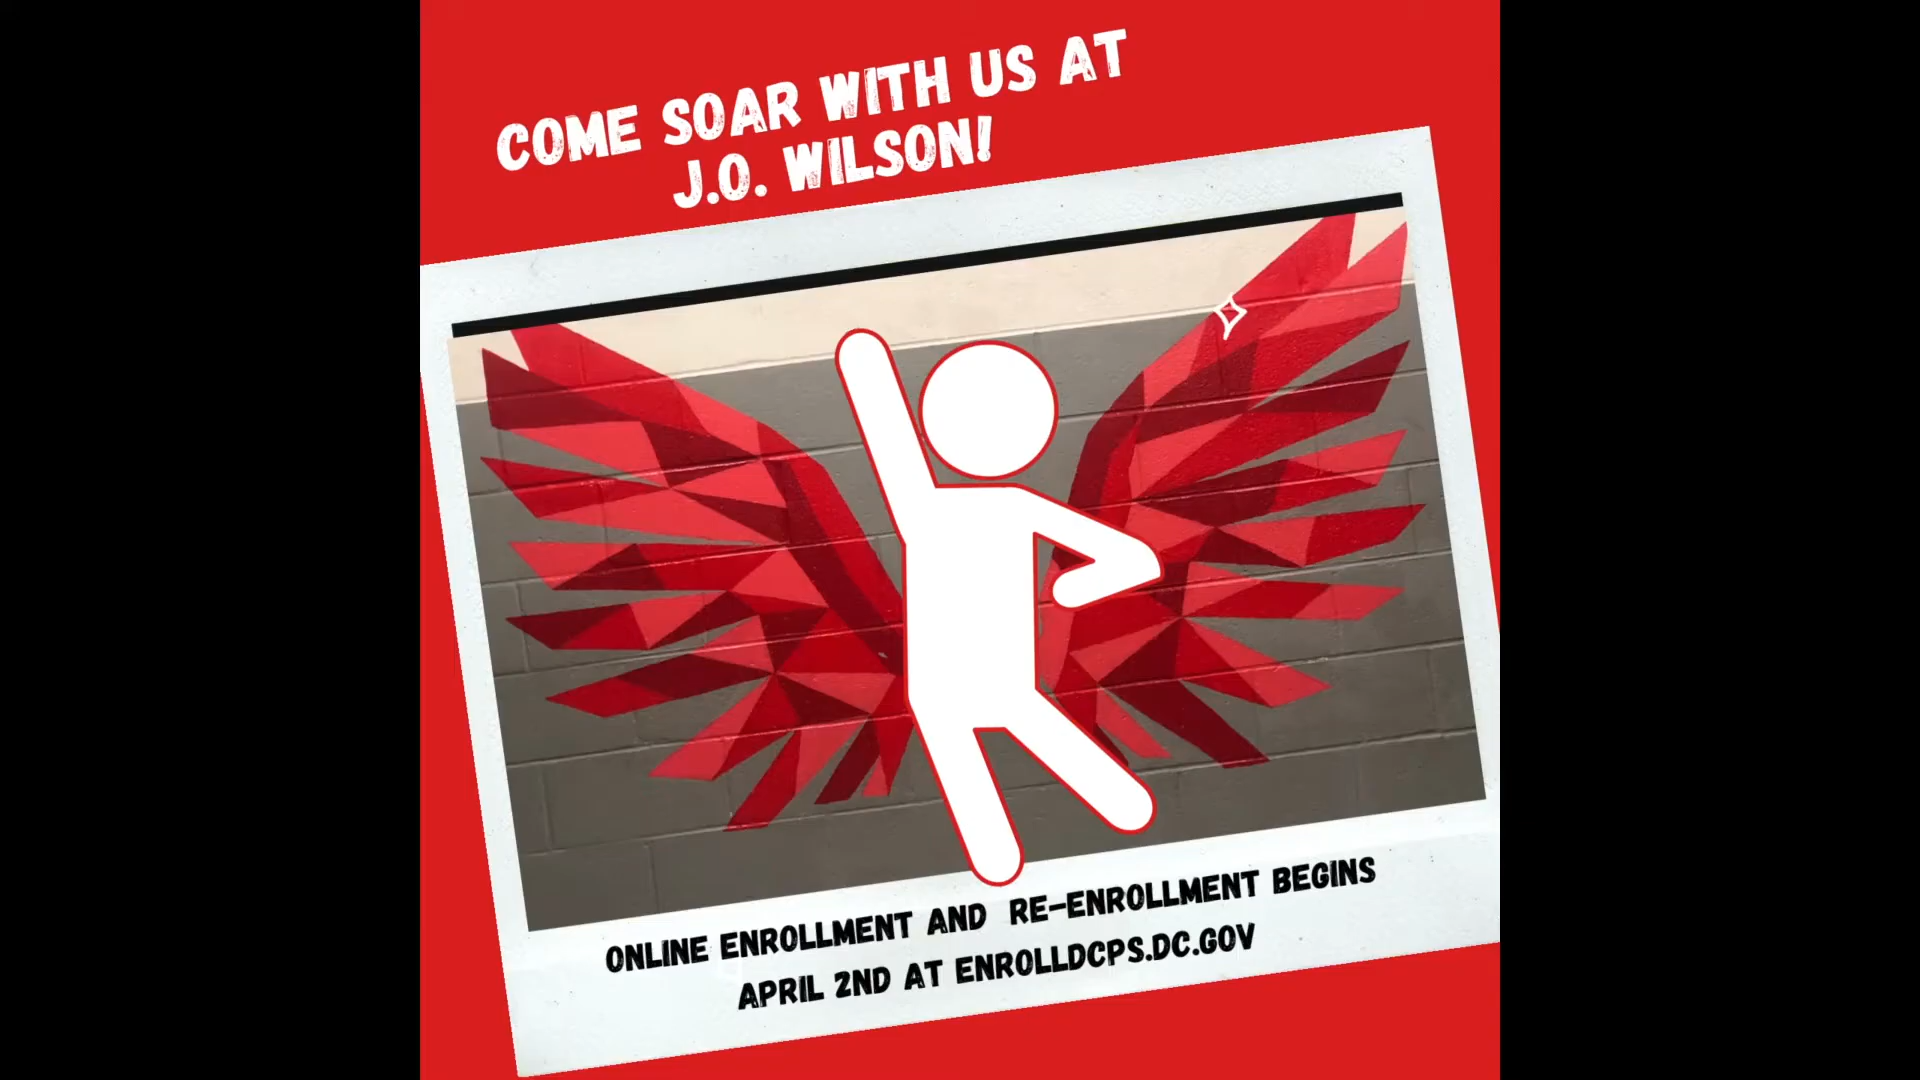 COME SOAR WITH US AT
J.O. WILSON!
ONLINE ENROLLMENT AND RE-ENROLLMENT BEGINS
APRIL 2ND AT ENROLLDCPS.DC.GOV